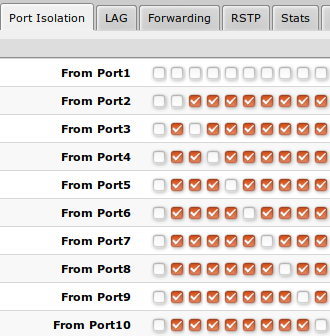 Port Isolation LAG Forwarding RSTP Stats
From Port1
From Port2
From Port3
From Port4
From Port5
From Port6
From Port7
From Port8
From Port9
From Port10